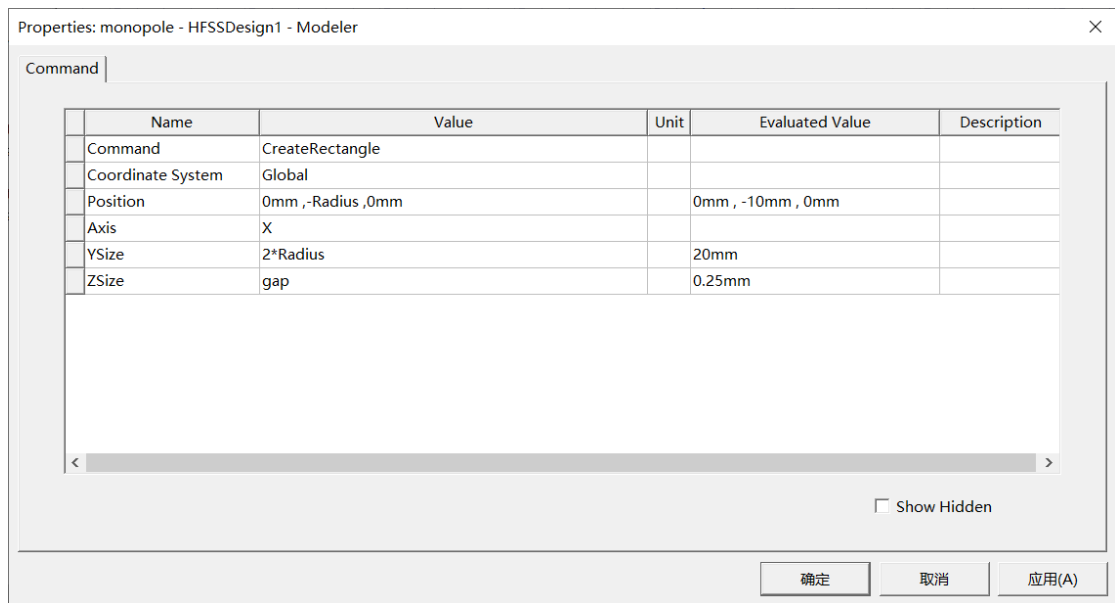 Properties: monopole - HFSSDesign1 - Modeler
Command
Name Value Unit Evaluated Value Description
Command CreateRectangle
Coordinate System Global
Position 0mm ,-Radius ,0mm 0mm , -10mm , 0mm
Axis X
YSize 2*Radius 20mm
ZSize gap 0.25mm
Show Hidden
确定 取消 应用(A)